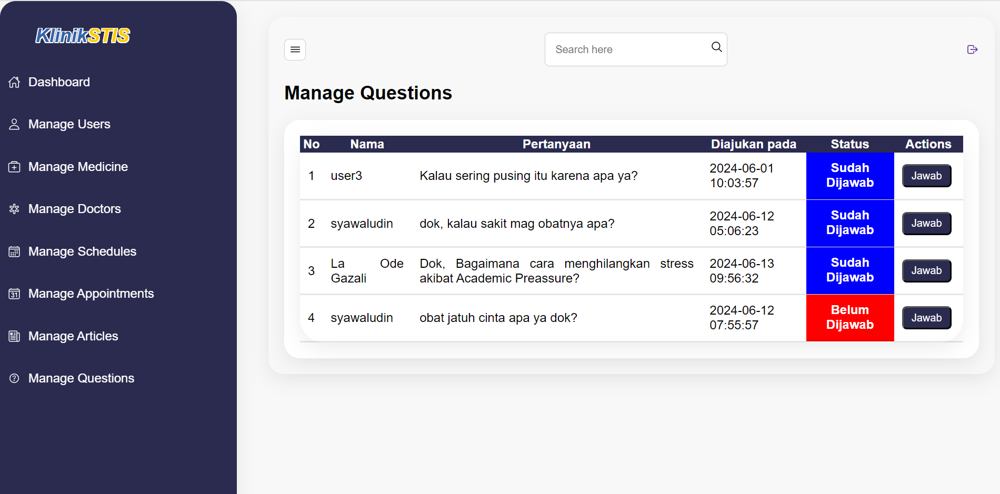 KlinikSTIS
Dashboard
Manage Users
Manage Medicine
Manage Doctors
Manage Schedules
31
Manage Appointments
Manage Articles
Manage Questions
Search here
Manage Questions
No Nama Pertanyaan Diajukan pada Status Actions
1 user3 Kalau sering pusing itu karena apa ya? 2024-06-01 10:03:57 Sudah Dijawab Jawab
2 syawaludin dok, kalau sakit mag obatnya apa? 2024-06-12 05:06:23 Sudah Dijawab Jawab
3 La Ode Gazali Dok, Bagaimana cara menghilangkan stress akibat Academic Preassure? 2024-06-13 09:56:32 Sudah Dijawab Jawab
4 syawaludin obat jatuh cinta apa ya dok? 2024-06-12 07:55:57 Belum Dijawab Jawab